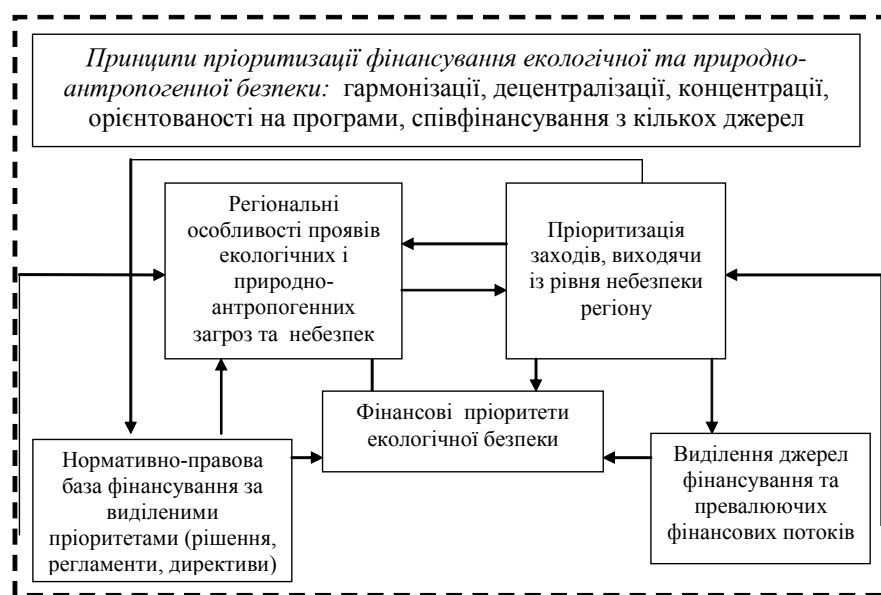 Принципи пріоритизації фінансування екологічної та природно-
антропогенної безпеки: гармонізації, децентралізації, концентрації,
орієнтованості на програми, співфінансування з кількох джерел
Регіональні
особливості проявів
екологічних і
природно-
антропогенних
загроз та небезпек
Пріоритизація
заходів, виходячи
із рівня небезпеки
регіону
Фінансові пріоритети
екологічної безпеки
Нормативно-правова
база фінансування за
виділеними
пріоритетами (рішення,
регламенти, директиви)
Виділення джерел
фінансування та
превалюючих
фінансових потоків